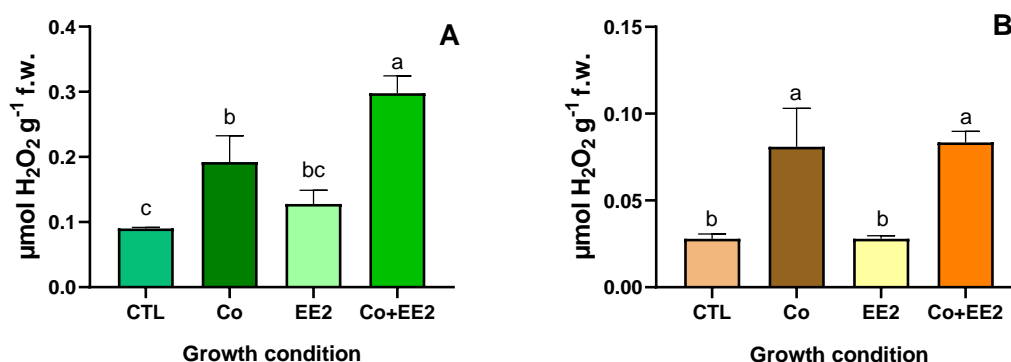 A
µmol H₂O₂ g⁻¹ f.w.
0.4
0.3
0.2
0.1
0.0
c
b
bc
a
CTL
Co
EE2
Co+EE2
Growth condition
B
µmol H₂O₂ g⁻¹ f.w.
0.15
0.10
0.05
0.00
b
a
b
a
CTL
Co
EE2
Co+EE2
Growth condition